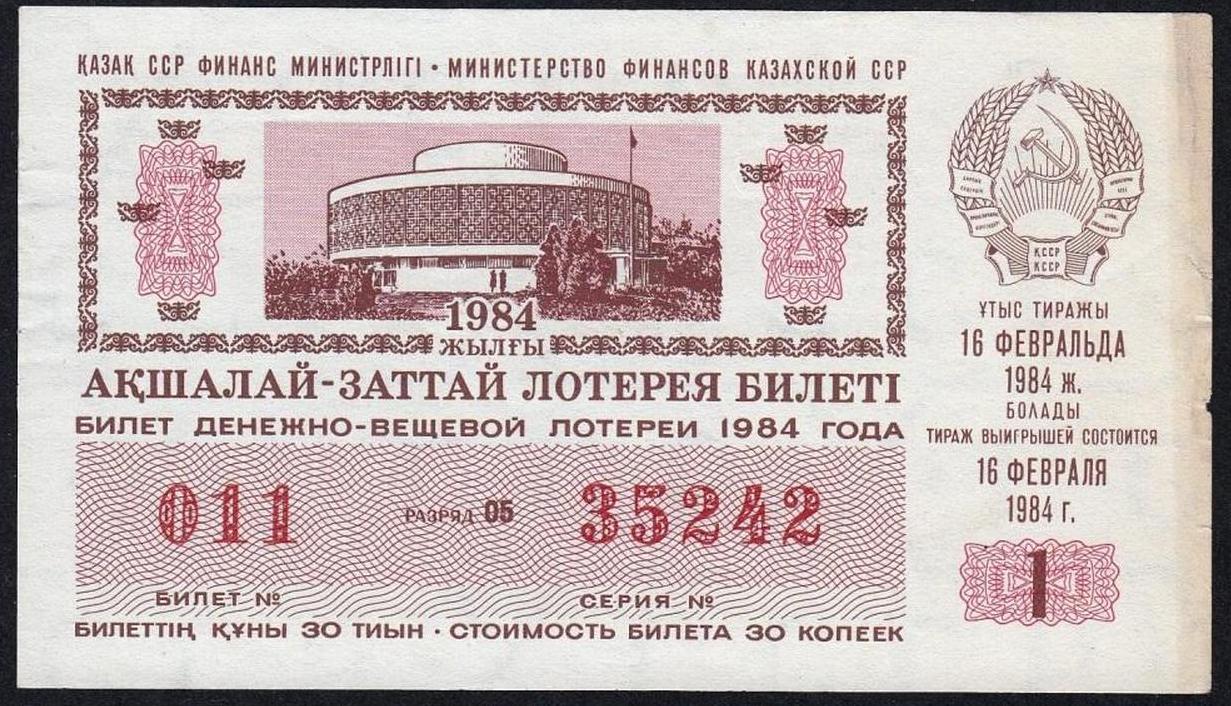 ҚАЗАҚ ССР ФИНАНС МИНИСТРЛІГІ • МИНИСТЕРСТВО ФИНАНСОВ КАЗАХСКОЙ ССР
1984
ЖЫЛҒЫ
АҚШАЛАЙ-ЗАТТАЙ ЛОТЕРЕЯ БИЛЕТІ
БИЛЕТ ДЕНЕЖНО-ВЕЩЕВОЙ ЛОТЕРЕИ 1984 ГОДА
011 РАЗРЯД 05 35242
БИЛЕТ № СЕРИЯ №
БИЛЕТТІҢ ҚҰНЫ 30 ТИЫН • СТОИМОСТЬ БИЛЕТА 30 КОПЕЕК
ҚССР
КССР
ҰТЫС ТИРАЖЫ
16 ФЕВРАЛЬДА
1984 ж.
БОЛАДЫ
ТИРАЖ ВЫИГРЫШЕЙ СОСТОИТСЯ
16 ФЕВРАЛЯ
1984 г.
1